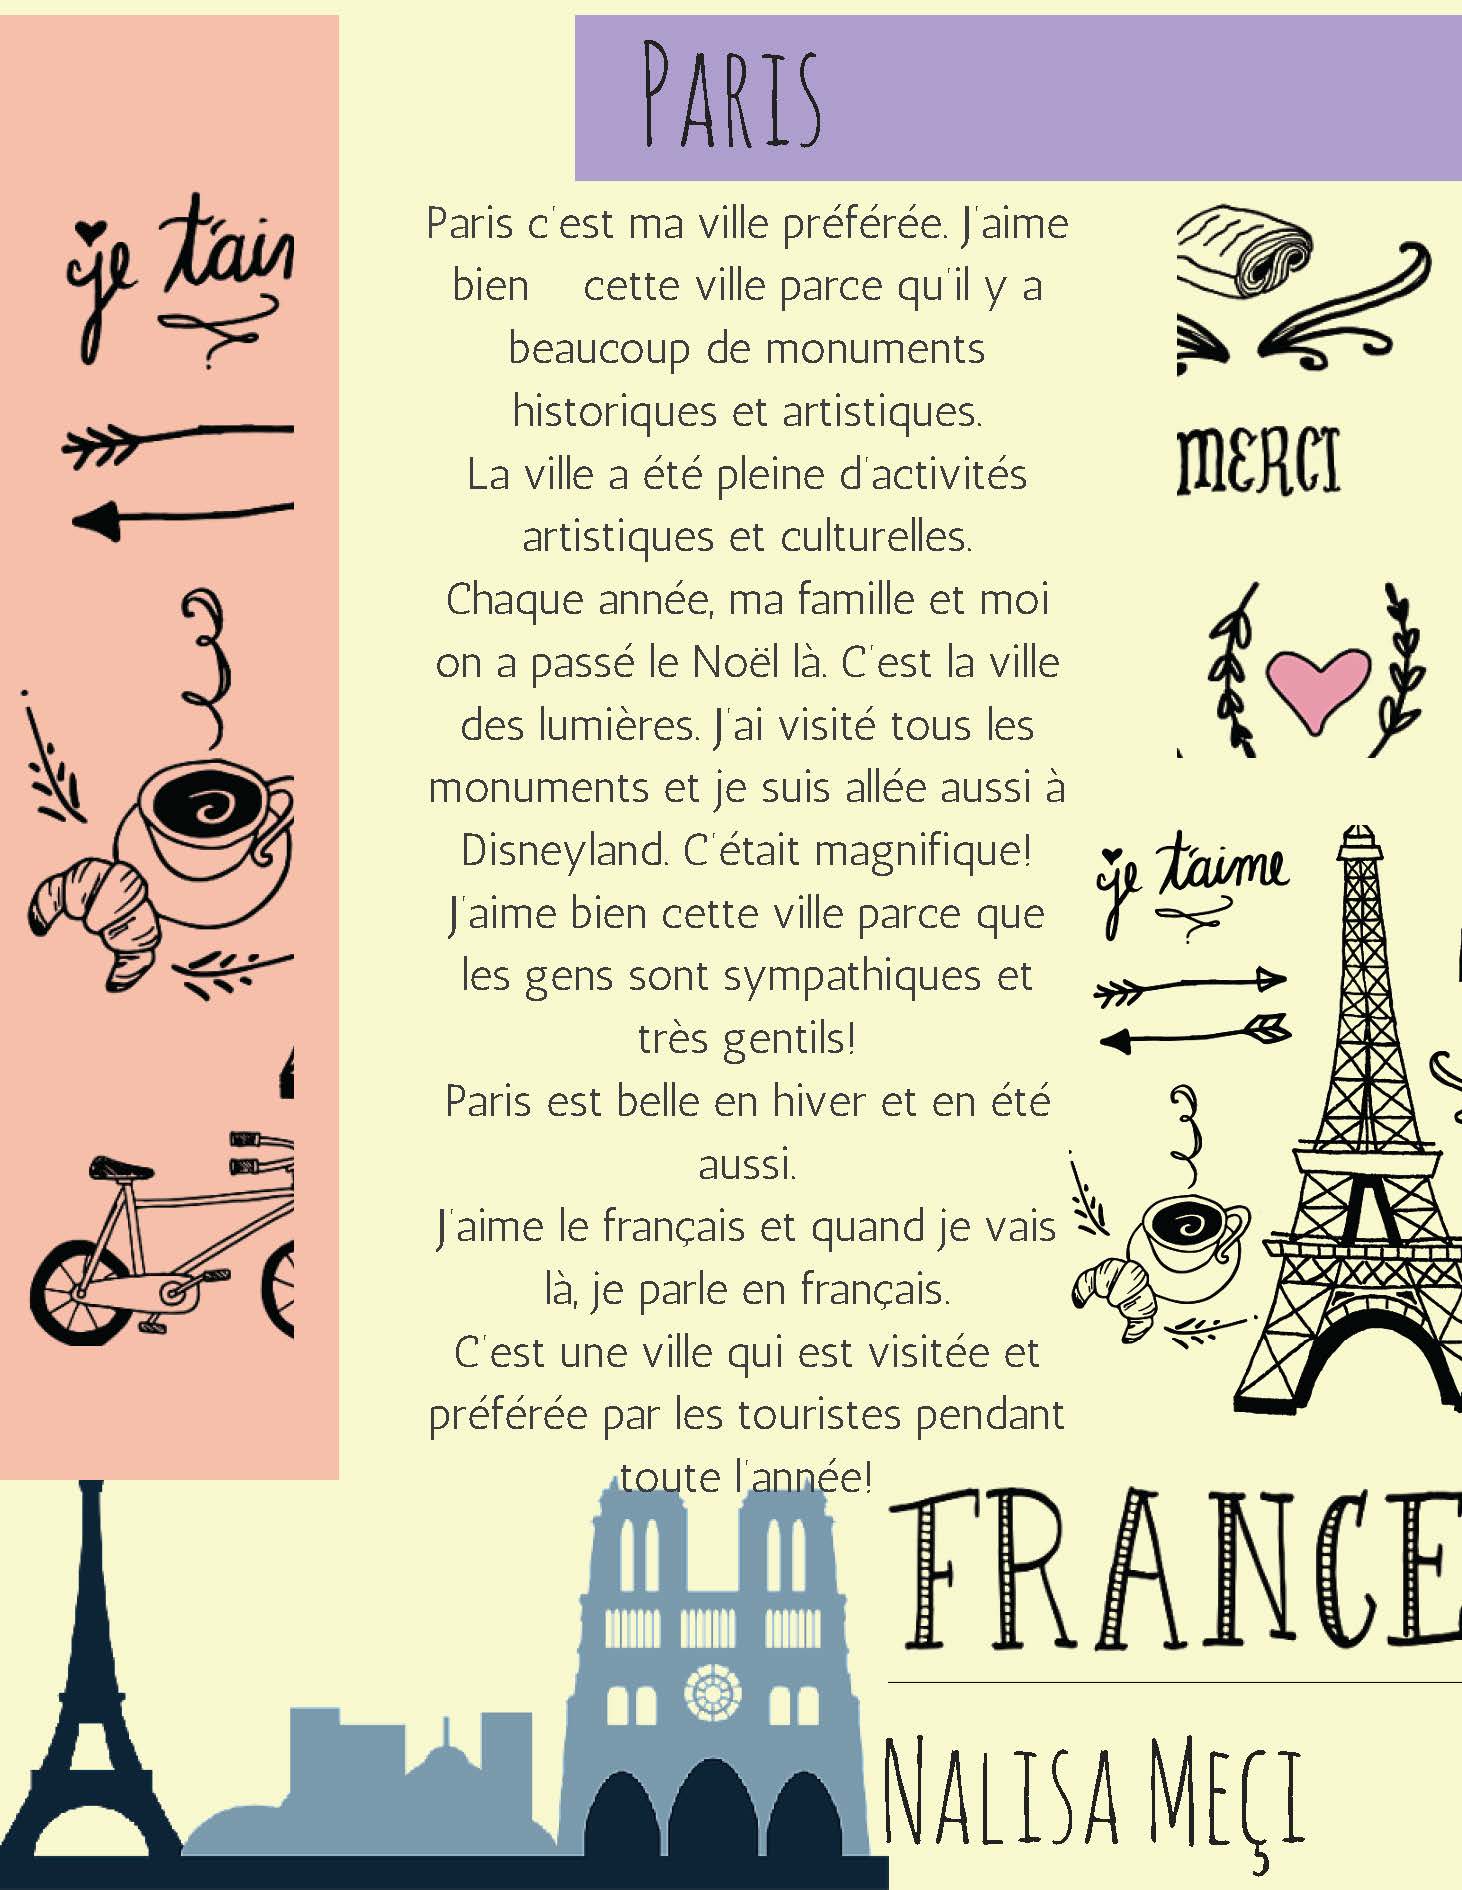 Paris
je t'aim
Paris c'est ma ville préférée. J'aime
bien cette ville parce qu'il y a
beaucoup de monuments
historiques et artistiques.
La ville a été pleine d'activités
artistiques et culturelles.
Chaque année, ma famille et moi
on a passé le Noël là. C'est la ville
des lumières. J'ai visité tous les
monuments et je suis allée aussi à
Disneyland. C'était magnifique!
J'aime bien cette ville parce que
les gens sont sympathiques et
très gentils!
Paris est belle en hiver et en été
aussi.
J'aime le français et quand je vais
là, je parle en français.
C'est une ville qui est visitée et
préférée par les touristes pendant
toute l'année!
MERCI
je t'aime
FRANCE
Nalisa Meçi